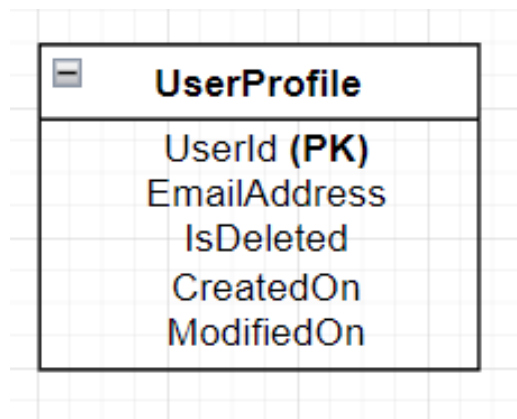 UserProfile
UserId (PK)
EmailAddress
IsDeleted
CreatedOn
ModifiedOn